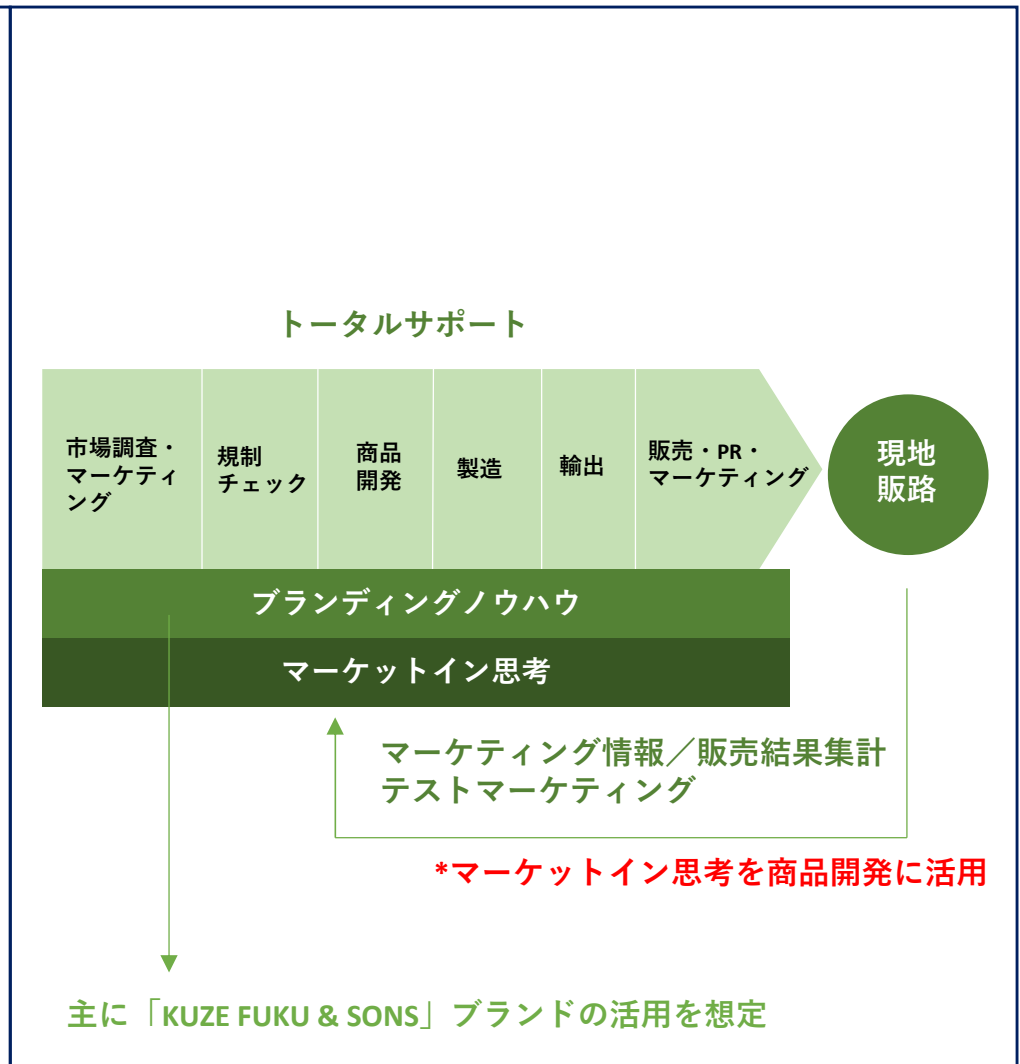 トータルサポート
市場調査・
マーケティ
ング
規制
チェック
商品
開発
製造
輸出
販売・PR・
マーケティング
現地
販路
ブランディングノウハウ
マーケットイン思考
マーケティング情報／販売結果集計
テストマーケティング
*マーケットイン思考を商品開発に活用
主に「KUZE FUKU & SONS」ブランドの活用を想定